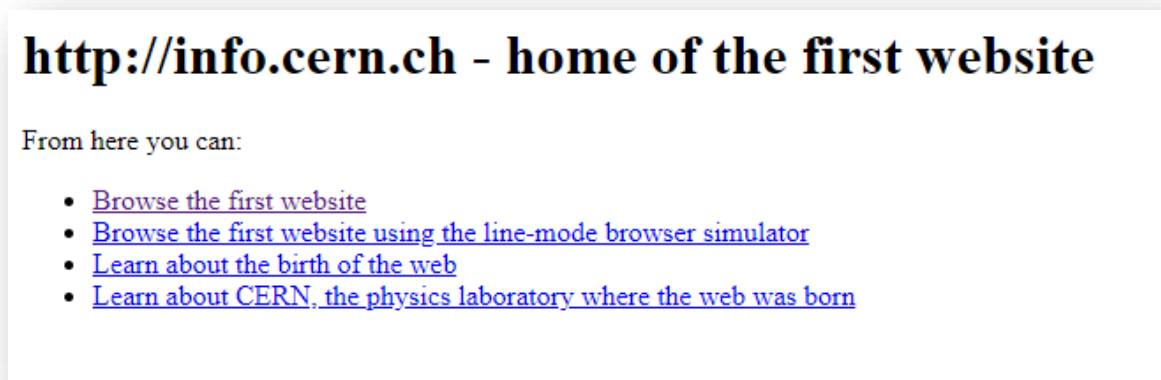 http://info.cern.ch - home of the first website
From here you can:
Browse the first website
Browse the first website using the line-mode browser simulator
Learn about the birth of the web
Learn about CERN, the physics laboratory where the web was born